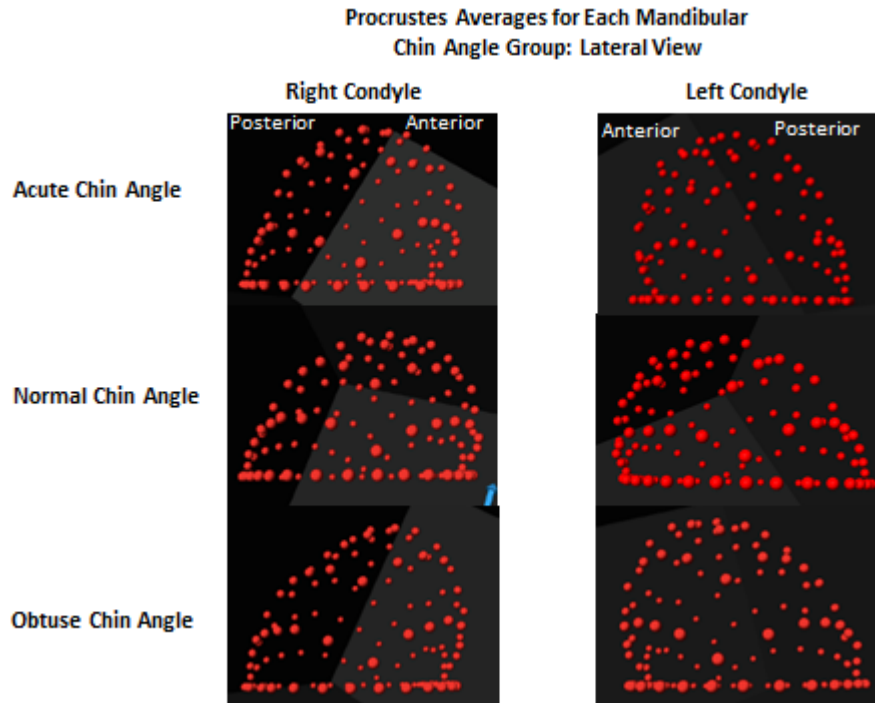 Procrustes Averages for Each Mandibular
Chin Angle Group: Lateral View
Right Condyle
Left Condyle
Posterior
Anterior
Anterior
Posterior
Acute Chin Angle
Normal Chin Angle
Obtuse Chin Angle